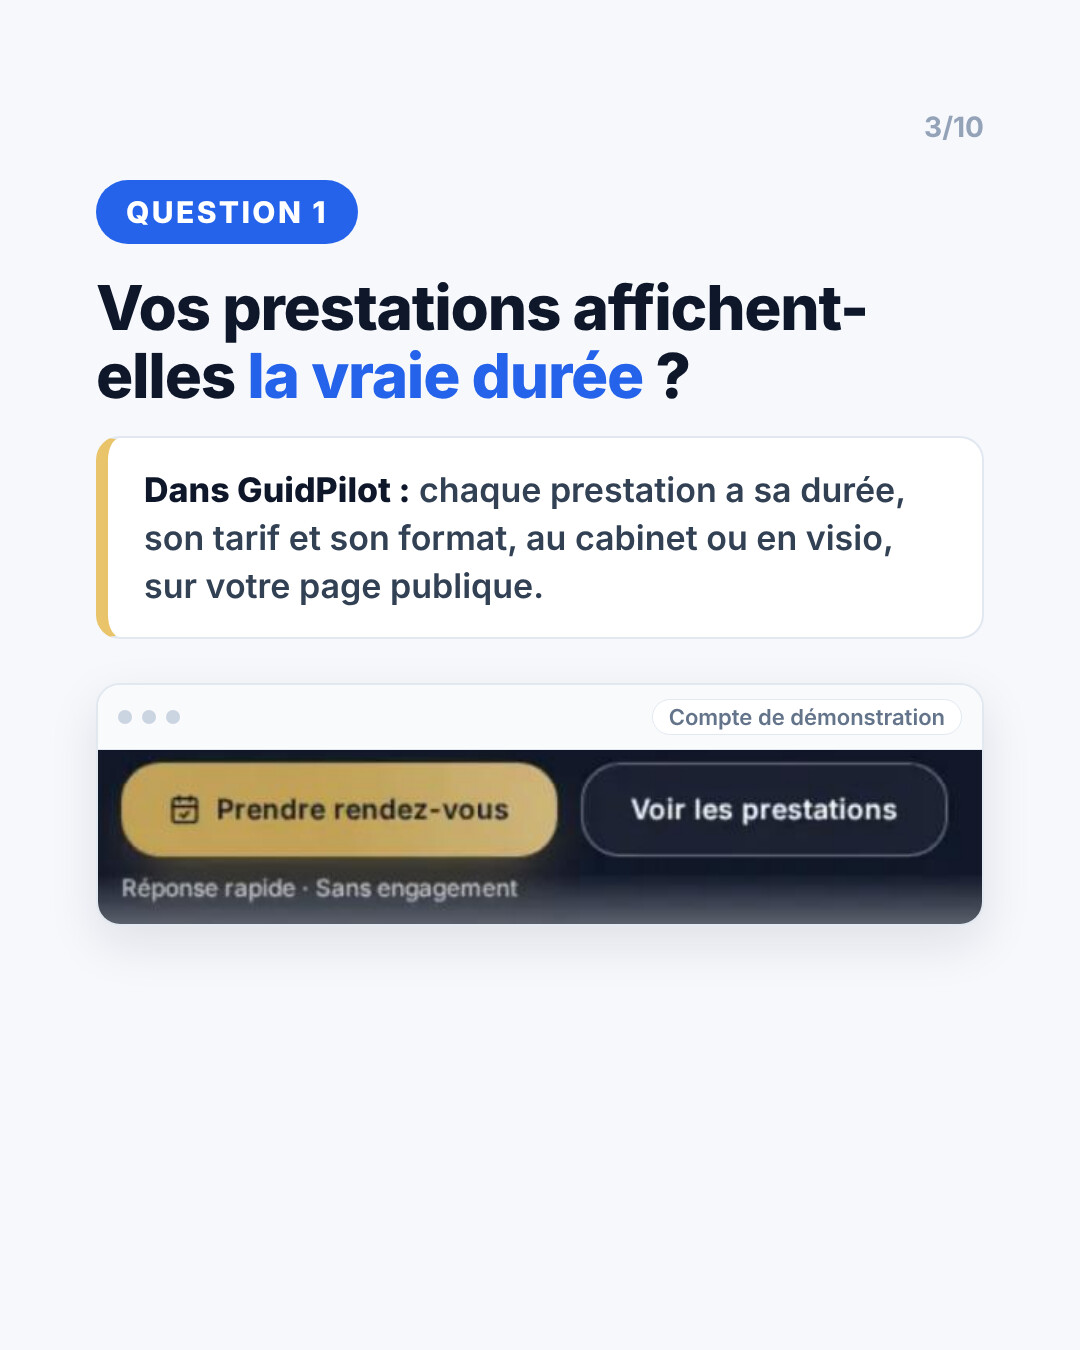 3/10
QUESTION 1
Vos prestations affichent-
elles la vraie durée ?
Dans GuidPilot : chaque prestation a sa durée,
son tarif et son format, au cabinet ou en visio,
sur votre page publique.
Compte de démonstration
Prendre rendez-vous
Voir les prestations
Réponse rapide · Sans engagement